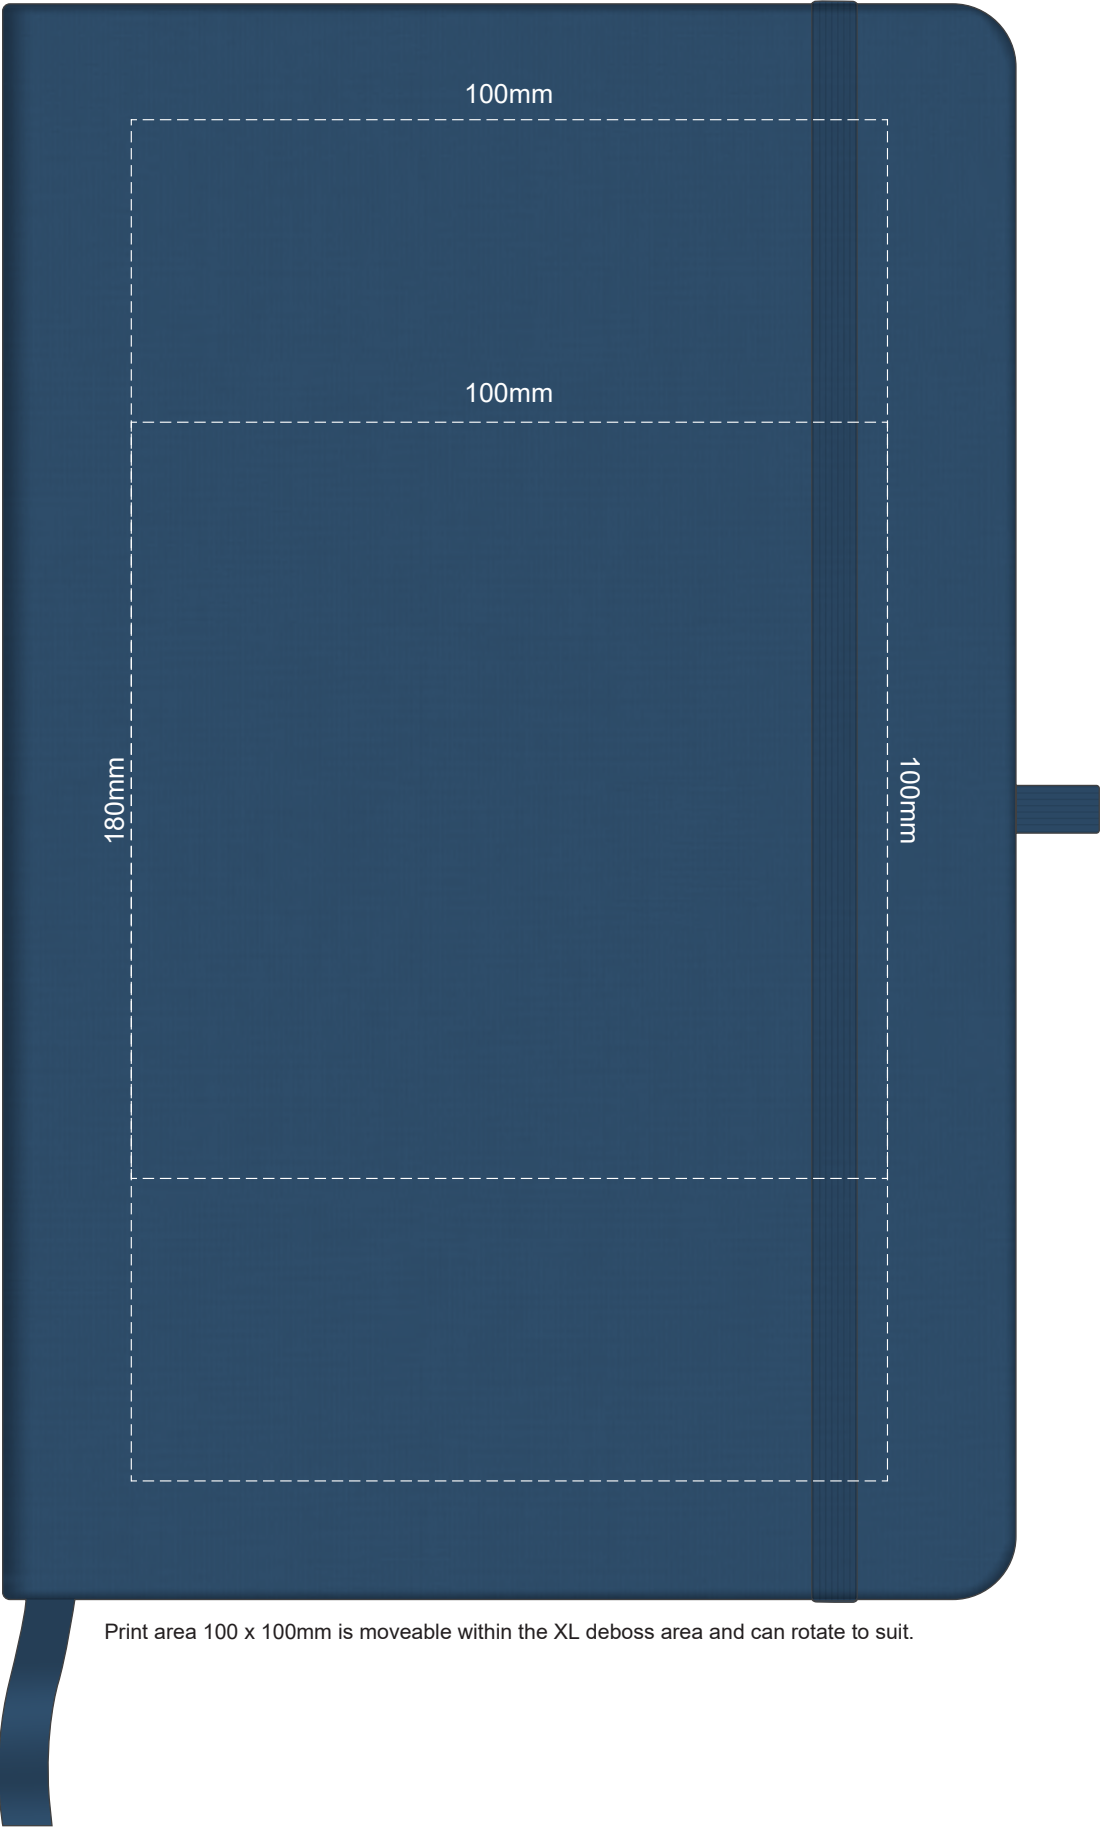 100mm
100mm
180mm
100mm
Print area 100 x 100mm is moveable within the XL deboss area and can rotate to suit.